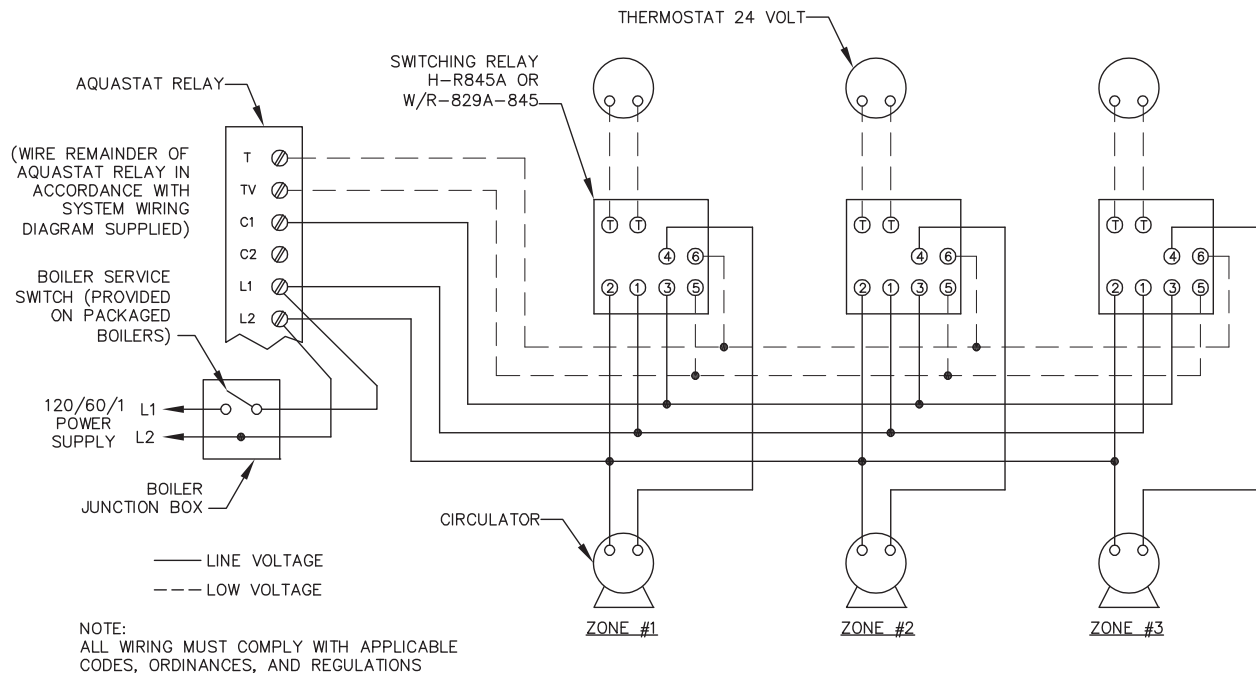 THERMOSTAT 24 VOLT
SWITCHING RELAY
H-R845A OR
W/R-829A-845
AQUASTAT RELAY
(WIRE REMAINDER OF
AQUASTAT RELAY IN
ACCORDANCE WITH
SYSTEM WIRING
DIAGRAM SUPPLIED)
T
TV
C1
C2
L1
L2
BOILER SERVICE
SWITCH (PROVIDED
ON PACKAGED
BOILERS)
120/60/1
POWER
SUPPLY
L1
L2
BOILER
JUNCTION BOX
T T
4 6
2 1 3 5
T T
4 6
2 1 3 5
T T
4 6
2 1 3 5
CIRCULATOR
LINE VOLTAGE
LOW VOLTAGE
ZONE #1
ZONE #2
ZONE #3
NOTE:
ALL WIRING MUST COMPLY WITH APPLICABLE
CODES, ORDINANCES, AND REGULATIONS